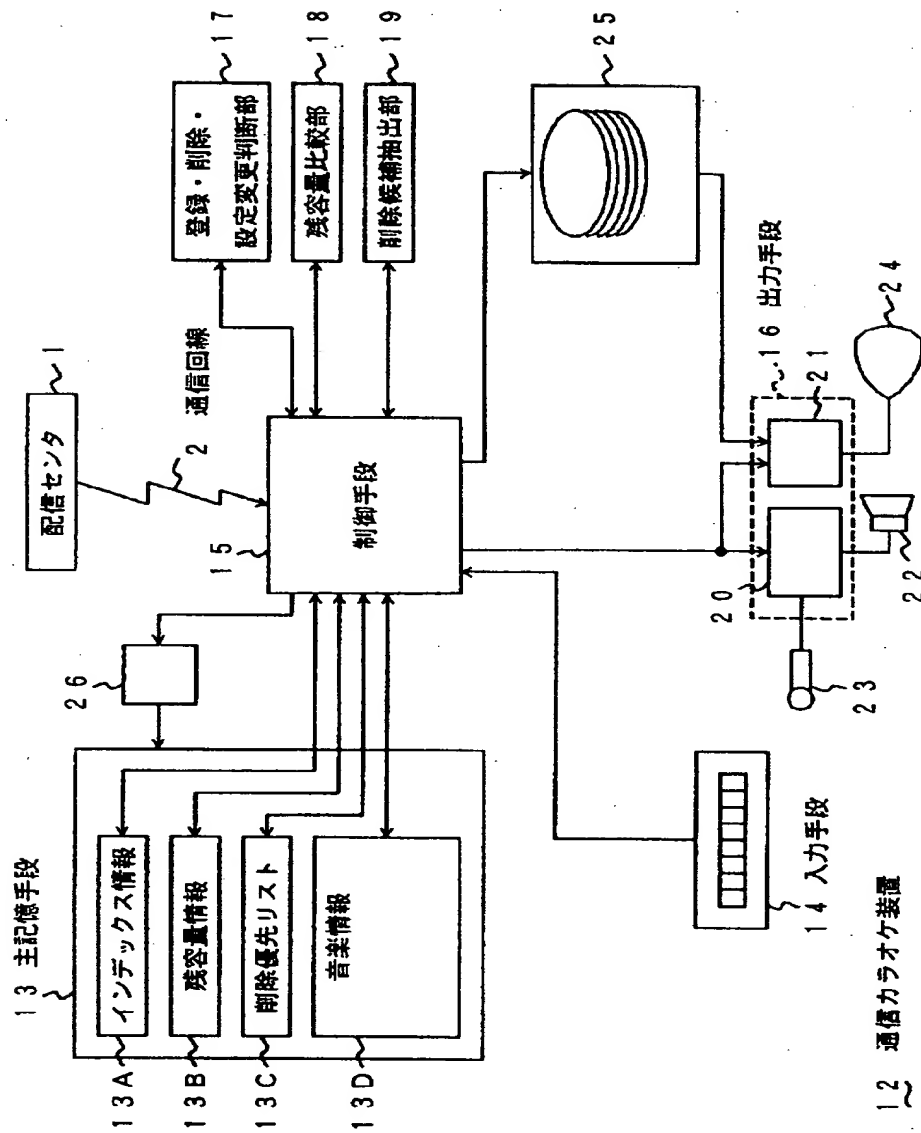 1 配信センタ
2 通信回線
13 主記憶手段
13A インデックス情報
13B 残容量情報
13C 削除優先リスト
13D 音楽情報
26
15
制御手段
17
登録・削除・
設定変更判断部
18
残容量比較部
19
削除候補抽出部
25
14 入力手段
16 出力手段
20
21
22
23
24
12 通信カラオケ装置